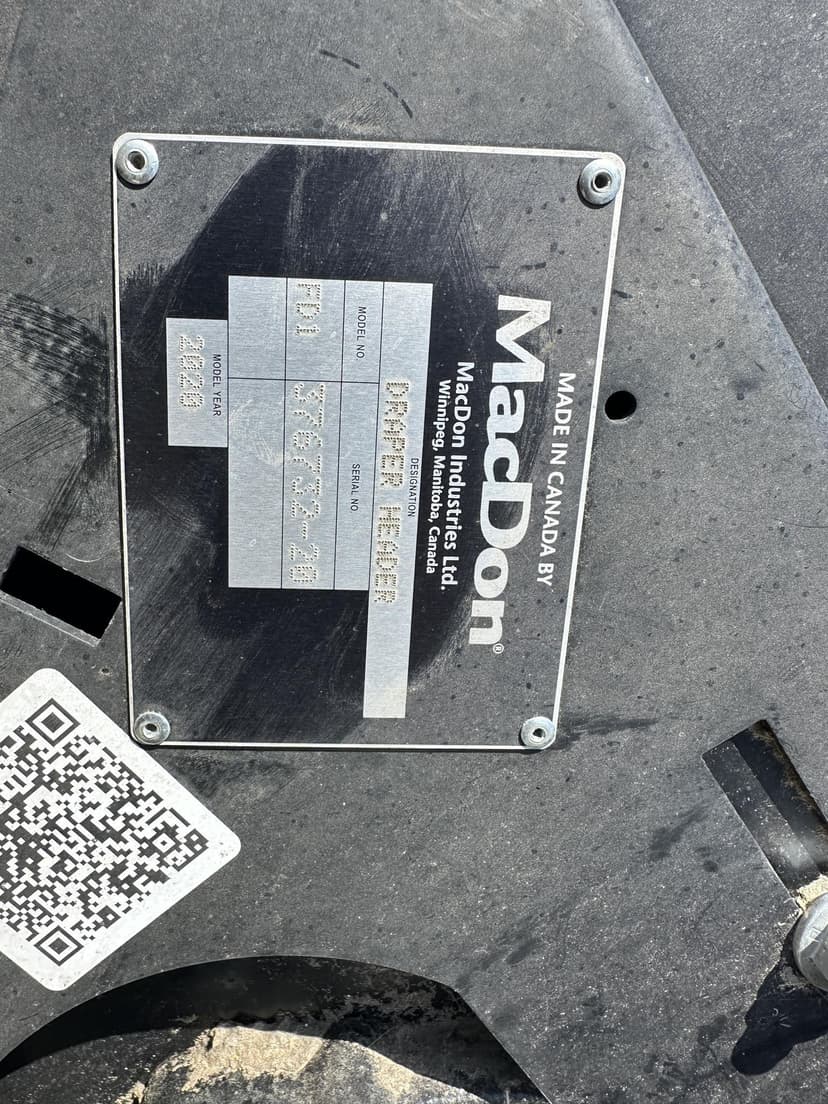 MADE IN CANADA BY
MacDon®
MacDon Industries Ltd.
Winnipeg, Manitoba, Canada
DESIGNATION
DRAPER HEADER
MODEL NO.
SERIAL NO.
FD1
376732-20
MODEL YEAR
2020